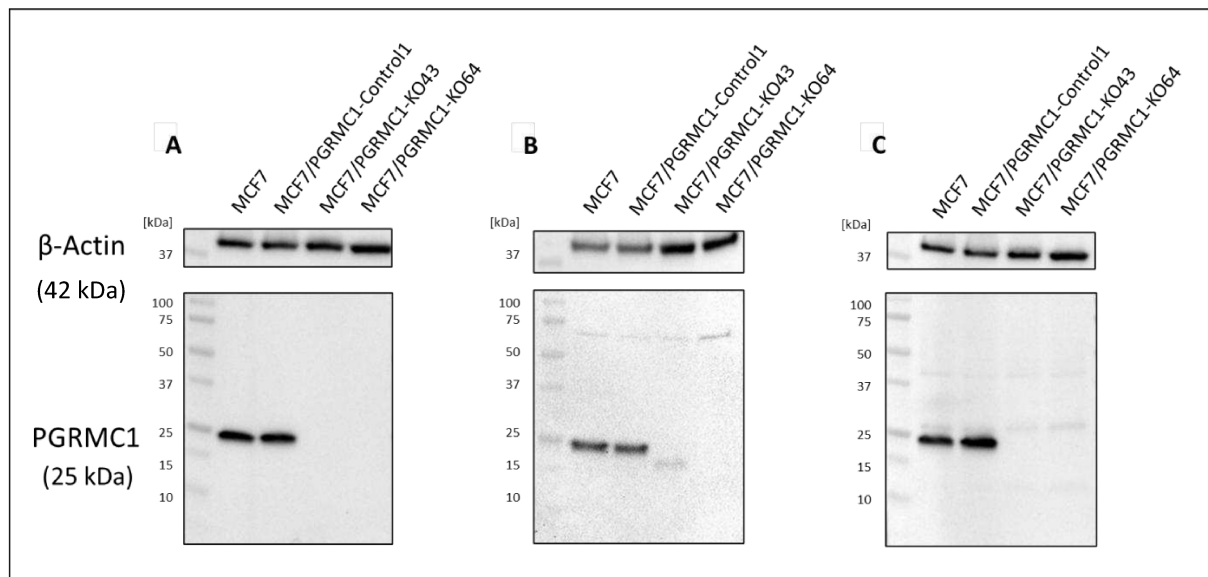 A
MCF7
MCF7/PGRMC1-Control1
MCF7/PGRMC1-KO43
MCF7/PGRMC1-KO64
B
MCF7
MCF7/PGRMC1-Control1
MCF7/PGRMC1-KO43
MCF7/PGRMC1-KO64
C
MCF7
MCF7/PGRMC1-Control1
MCF7/PGRMC1-KO43
MCF7/PGRMC1-KO64
β-Actin
(42 kDa)
[kDa]
37
[kDa]
37
[kDa]
37
PGRMC1
(25 kDa)
100
75
50
37
25
15
10
100
75
50
37
25
15
10
100
75
50
37
25
15
10